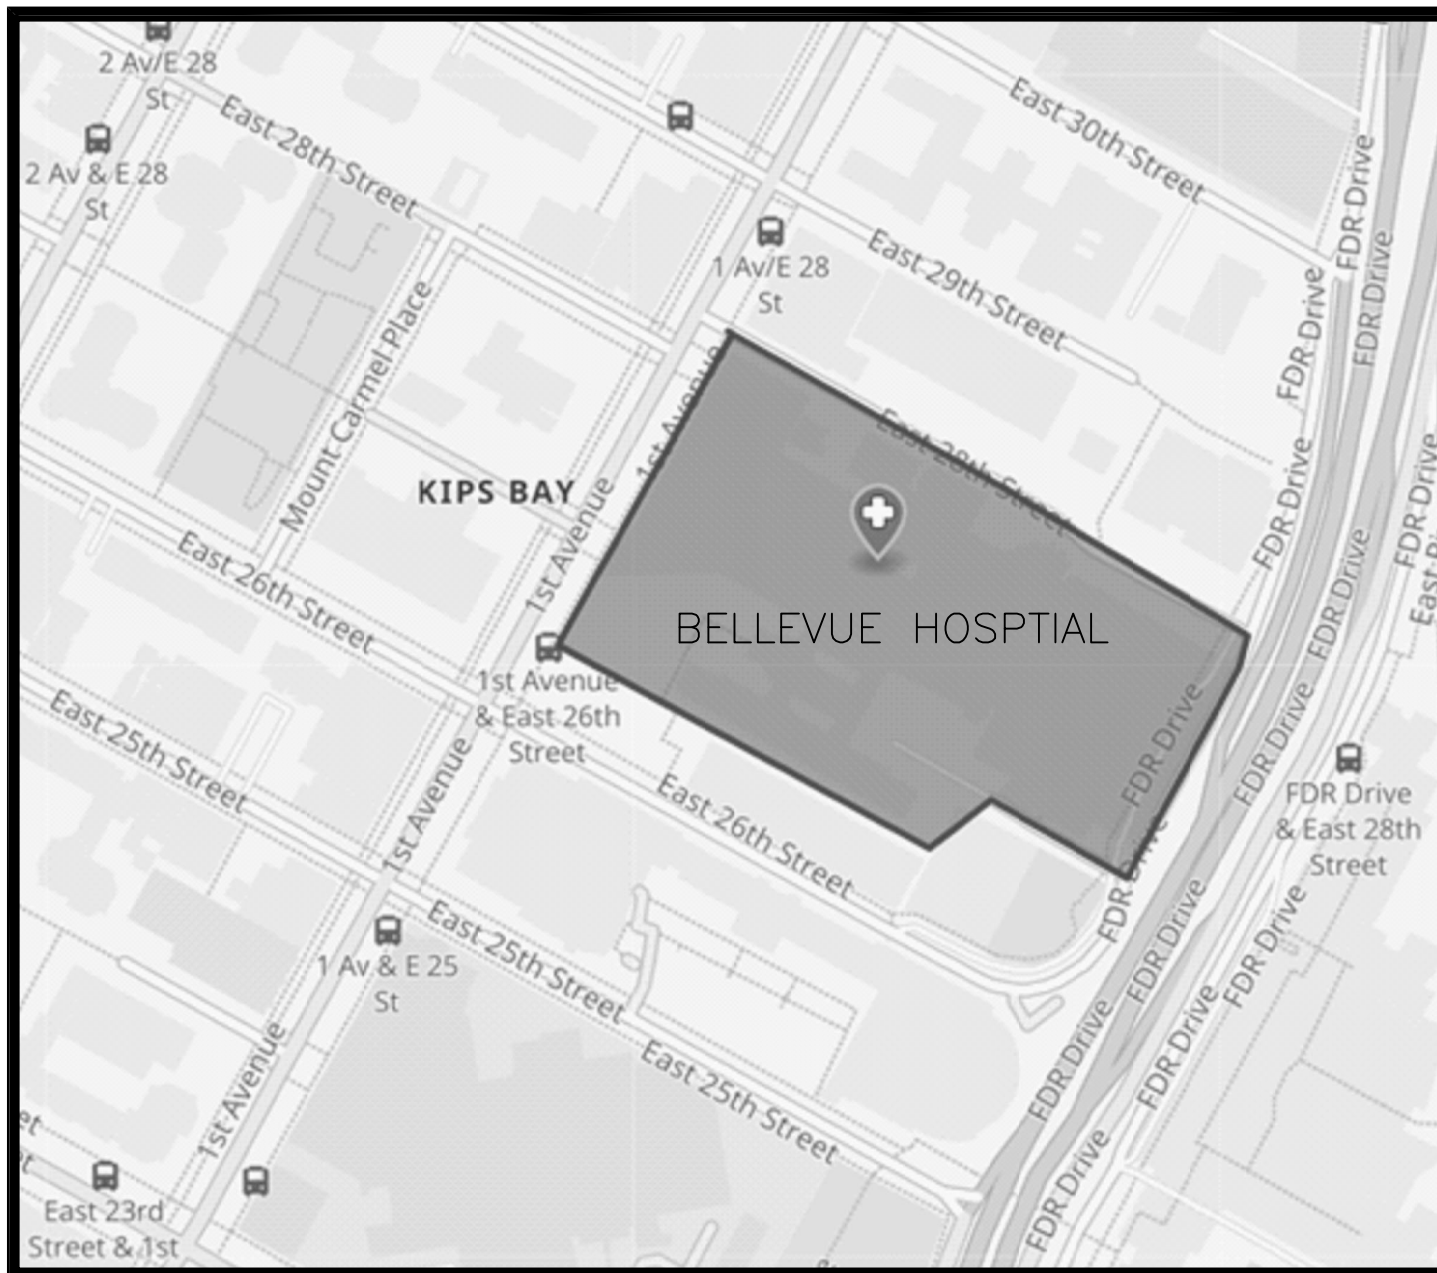 2 Av/E 28
St
2 Av & E 28
St
East 28th Street
East 30th Street
FDR Drive
FDR Drive
FDR Drive
1 Av/E 28
St
East 29th Street
Mount Carmel Place
1st Avenue
East 28th Street
FDR Drive
FDR Drive
KIPS BAY
1st Avenue
FDR Drive
East 26th Street
BELLEVUE HOSPTIAL
1st Avenue
& East 26th
Street
FDR Drive
FDR Drive
East 25th Street
1st Avenue
East 26th Street
FDR Drive
& East 28th
Street
FDR Drive
FDR Drive
FDR Drive
1 Av & E 25
St
East 25th Street
FDR Drive
FDR Drive
1st Avenue
East 25th Street
FDR Drive
East 23rd
Street & 1st